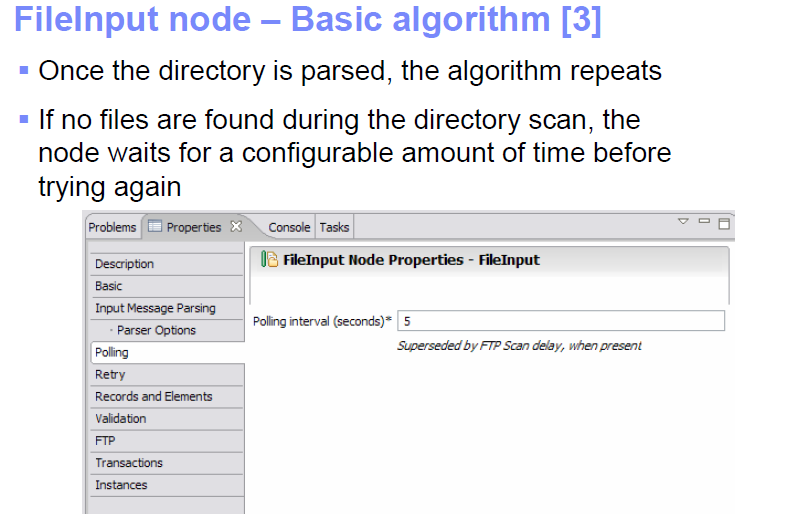 FileInput node – Basic algorithm [3]
Once the directory is parsed, the algorithm repeats
If no files are found during the directory scan, the
node waits for a configurable amount of time before
trying again
Problems Properties Console Tasks
FileInput Node Properties - FileInput
Description
Basic
Input Message Parsing
· Parser Options
Polling
Retry
Records and Elements
Validation
FTP
Transactions
Instances
Polling interval (seconds)* 5
Superseded by FTP Scan delay, when present